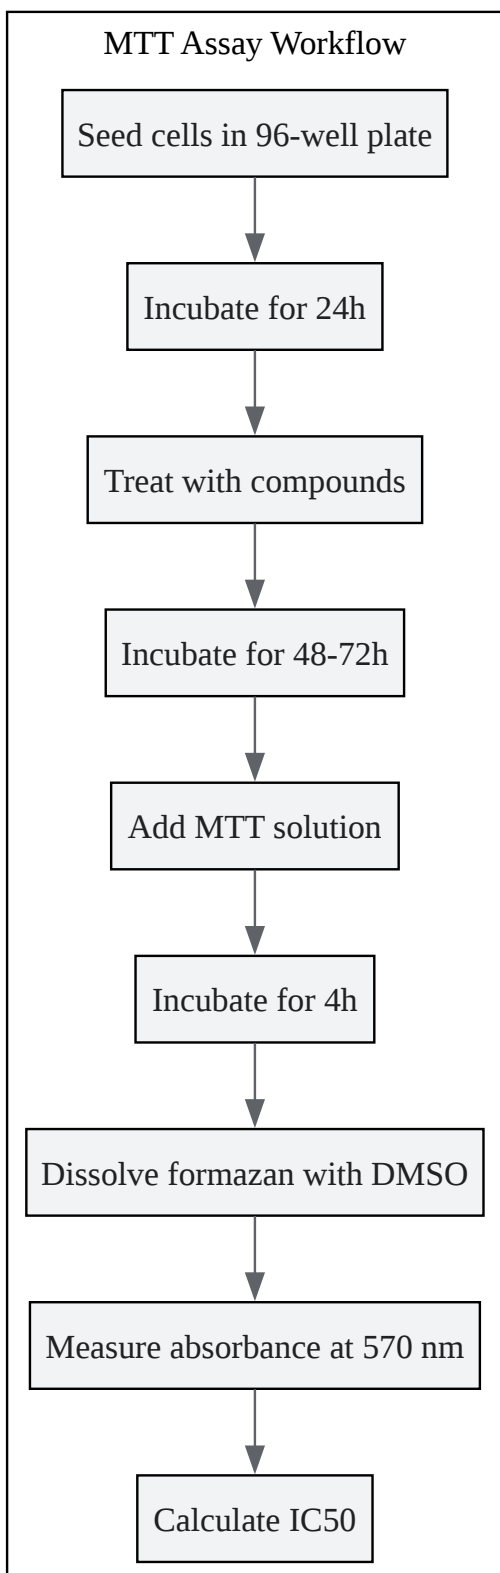 MTT Assay Workflow
Seed cells in 96-well plate
Incubate for 24h
Treat with compounds
Incubate for 48-72h
Add MTT solution
Incubate for 4h
Dissolve formazan with DMSO
Measure absorbance at 570 nm
Calculate IC50